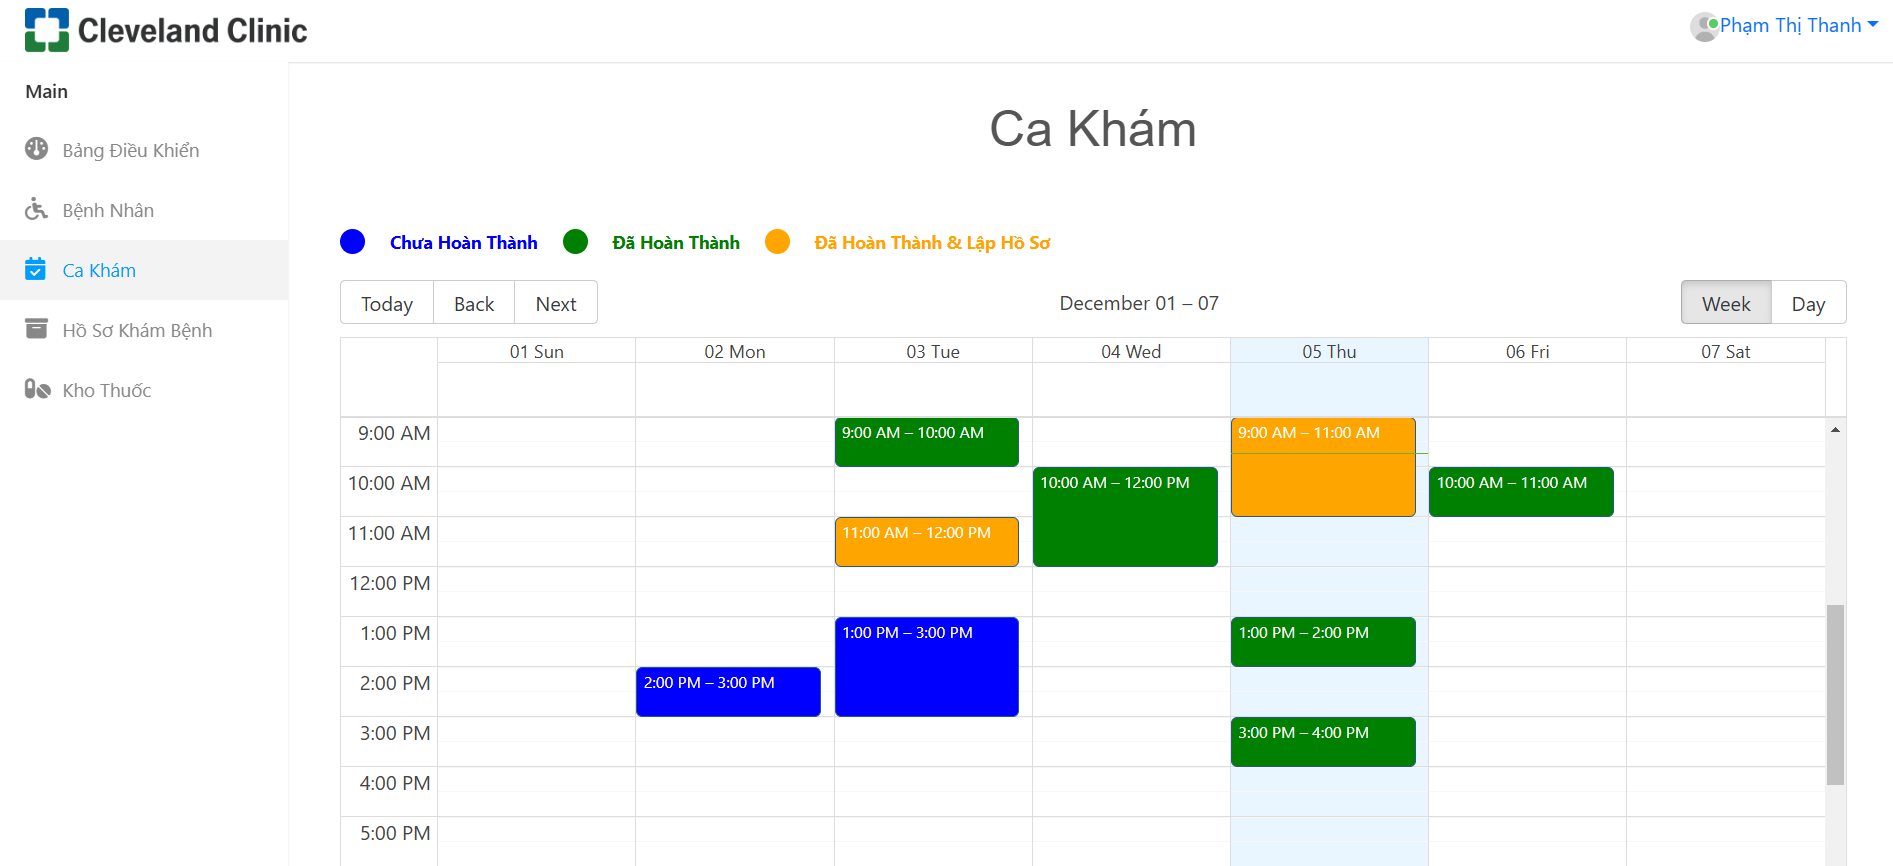 Cleveland Clinic
Phạm Thị Thanh
Main
Bảng Điều Khiển
Bệnh Nhân
Ca Khám
Hồ Sơ Khám Bệnh
Kho Thuốc
Ca Khám
Chưa Hoàn Thành Đã Hoàn Thành Đã Hoàn Thành & Lập Hồ Sơ
Today Back Next December 01 – 07 Week Day
01 Sun 02 Mon 03 Tue 04 Wed 05 Thu 06 Fri 07 Sat
9:00 AM 9:00 AM – 10:00 AM 9:00 AM – 11:00 AM
10:00 AM 10:00 AM – 12:00 PM 10:00 AM – 11:00 AM
11:00 AM 11:00 AM – 12:00 PM
12:00 PM
1:00 PM 1:00 PM – 3:00 PM 1:00 PM – 2:00 PM
2:00 PM 2:00 PM – 3:00 PM
3:00 PM 3:00 PM – 4:00 PM
4:00 PM
5:00 PM